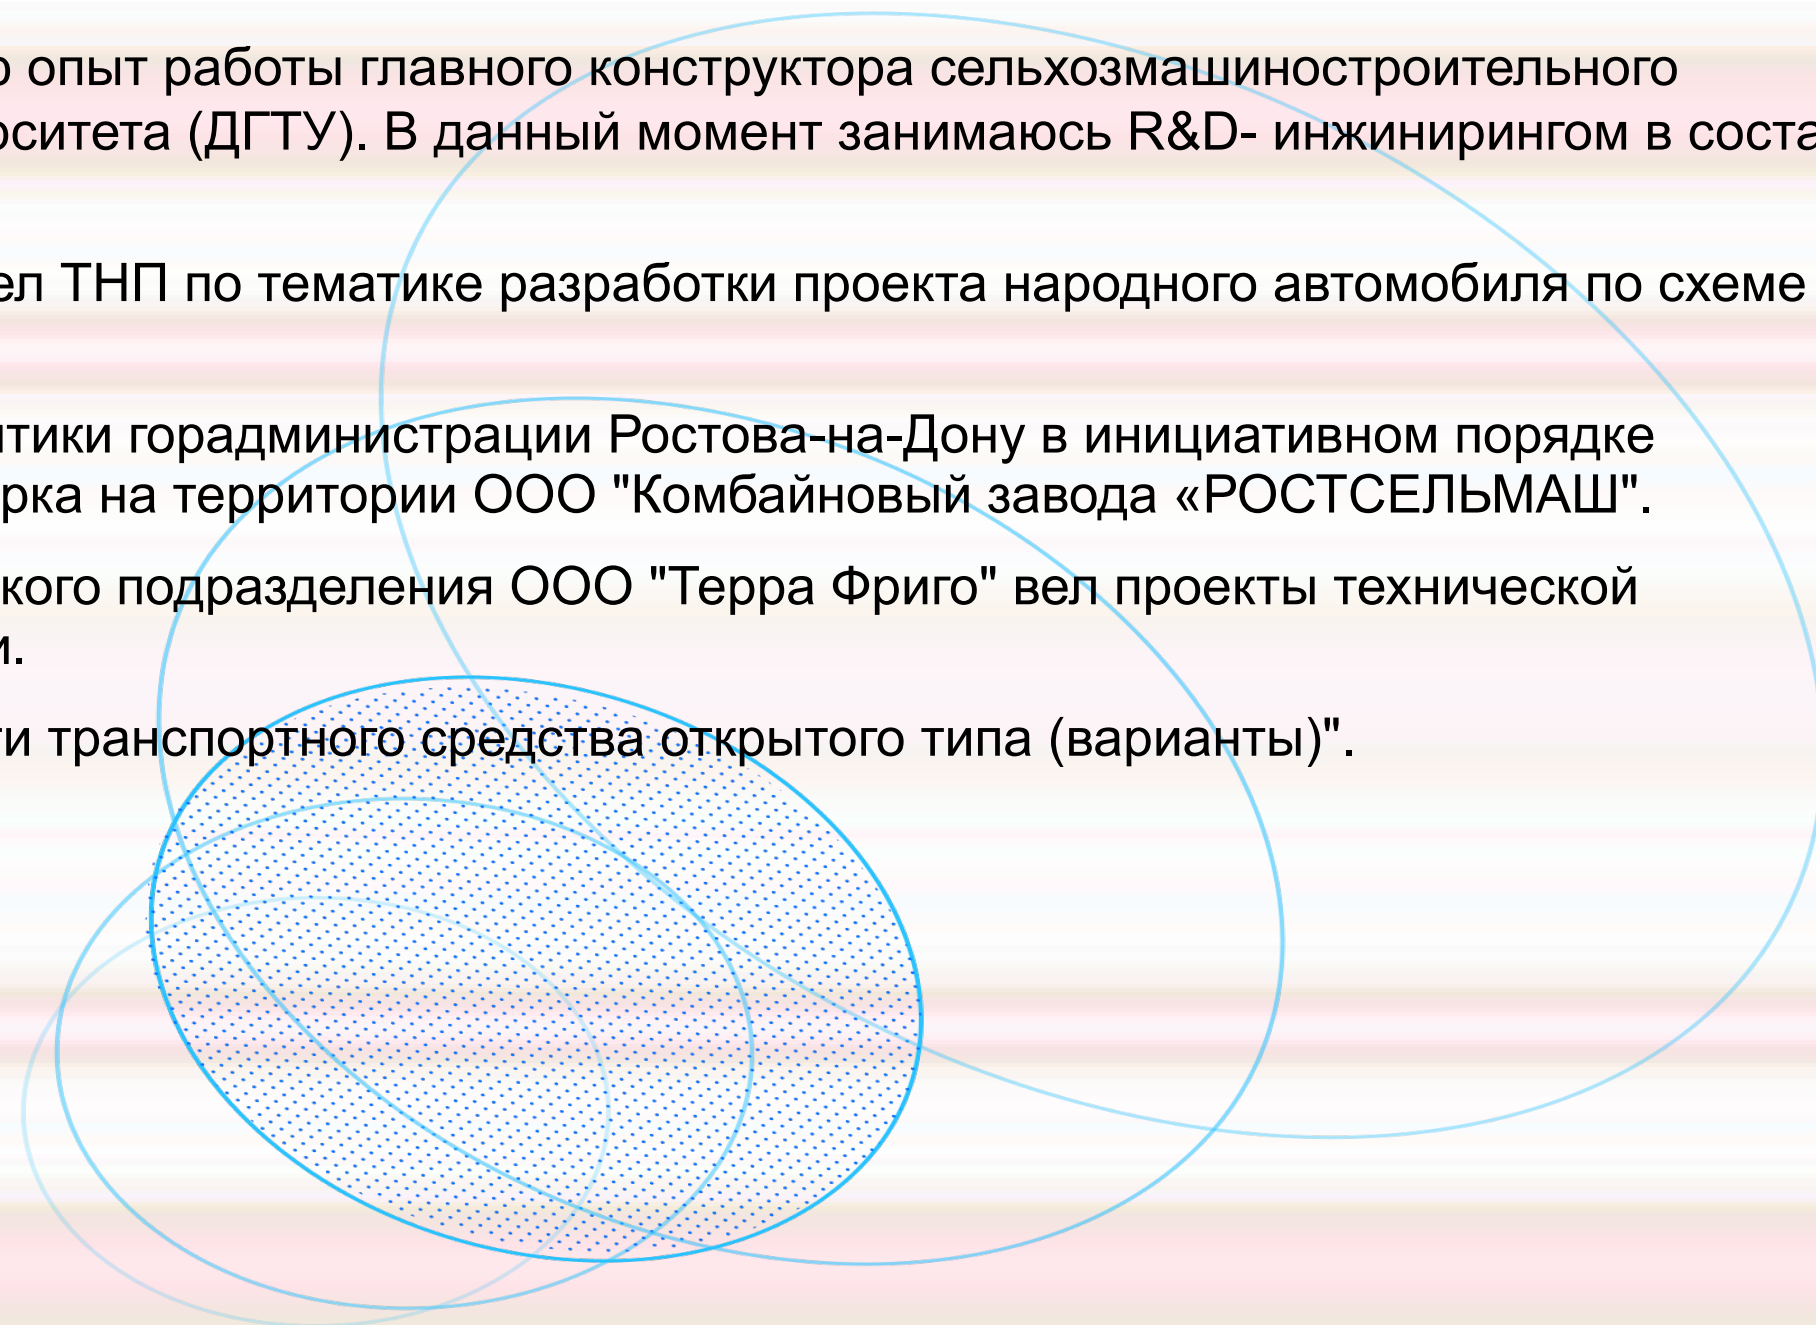 о опыт работы главного конструктора сельхозмашиностроительного
рситета (ДГТУ). В данный момент занимаюсь R&D- инжинирингом в соста
ел ТНП по тематике разработки проекта народного автомобиля по схеме
тики горадминистрации Ростова-на-Дону в инициативном порядке
рка на территории ООО "Комбайновый завода «РОСТСЕЛЬМАШ".
кого подразделения ООО "Терра Фриго" вел проекты технической
и.
ти транспортного средства открытого типа (варианты)".